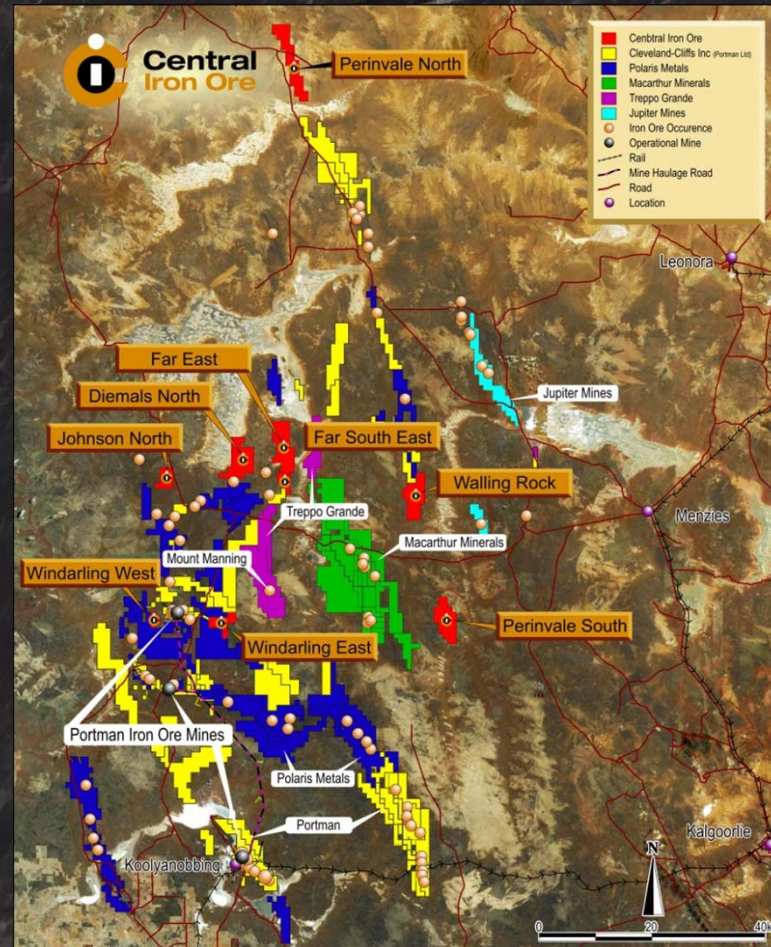 Central
Iron Ore
Perinvale North
Cenbtral Iron Ore
Cleveland-Cliffs Inc (Portman Ltd)
Polaris Metals
Macarthur Minerals
Treppo Grande
Jupiter Mines
Iron Ore Occurence
Operational Mine
Rail
Mine Haulage Road
Road
Location
Leonora
Far East
Diemals North
Jupiter Mines
Johnson North
Far South East
Walling Rock
Treppo Grande
Menzies
Macarthur Minerals
Mount Manning
Windarling West
Perinvale South
Windarling East
Portman Iron Ore Mines
Polaris Metals
Portman
Kalgoorlie
Koolyanobbing
N
0 20 40k